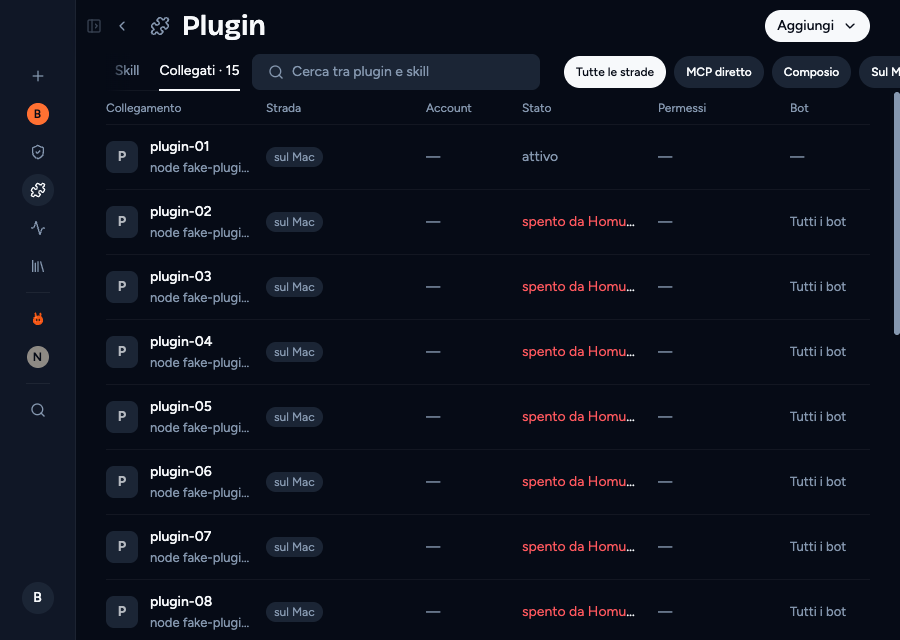 Plugin
Aggiungi
Skill
Collegati · 15
Cerca tra plugin e skill
Tutte le strade
MCP diretto
Composio
Sul M
Collegamento Strada Account Stato Permessi Bot
B
N
B
P plugin-01
node fake-plugi... sul Mac — attivo — —
P plugin-02
node fake-plugi... sul Mac — spento da Homu... — Tutti i bot
P plugin-03
node fake-plugi... sul Mac — spento da Homu... — Tutti i bot
P plugin-04
node fake-plugi... sul Mac — spento da Homu... — Tutti i bot
P plugin-05
node fake-plugi... sul Mac — spento da Homu... — Tutti i bot
P plugin-06
node fake-plugi... sul Mac — spento da Homu... — Tutti i bot
P plugin-07
node fake-plugi... sul Mac — spento da Homu... — Tutti i bot
P plugin-08
node fake-plugi... sul Mac — spento da Homu... — Tutti i bot